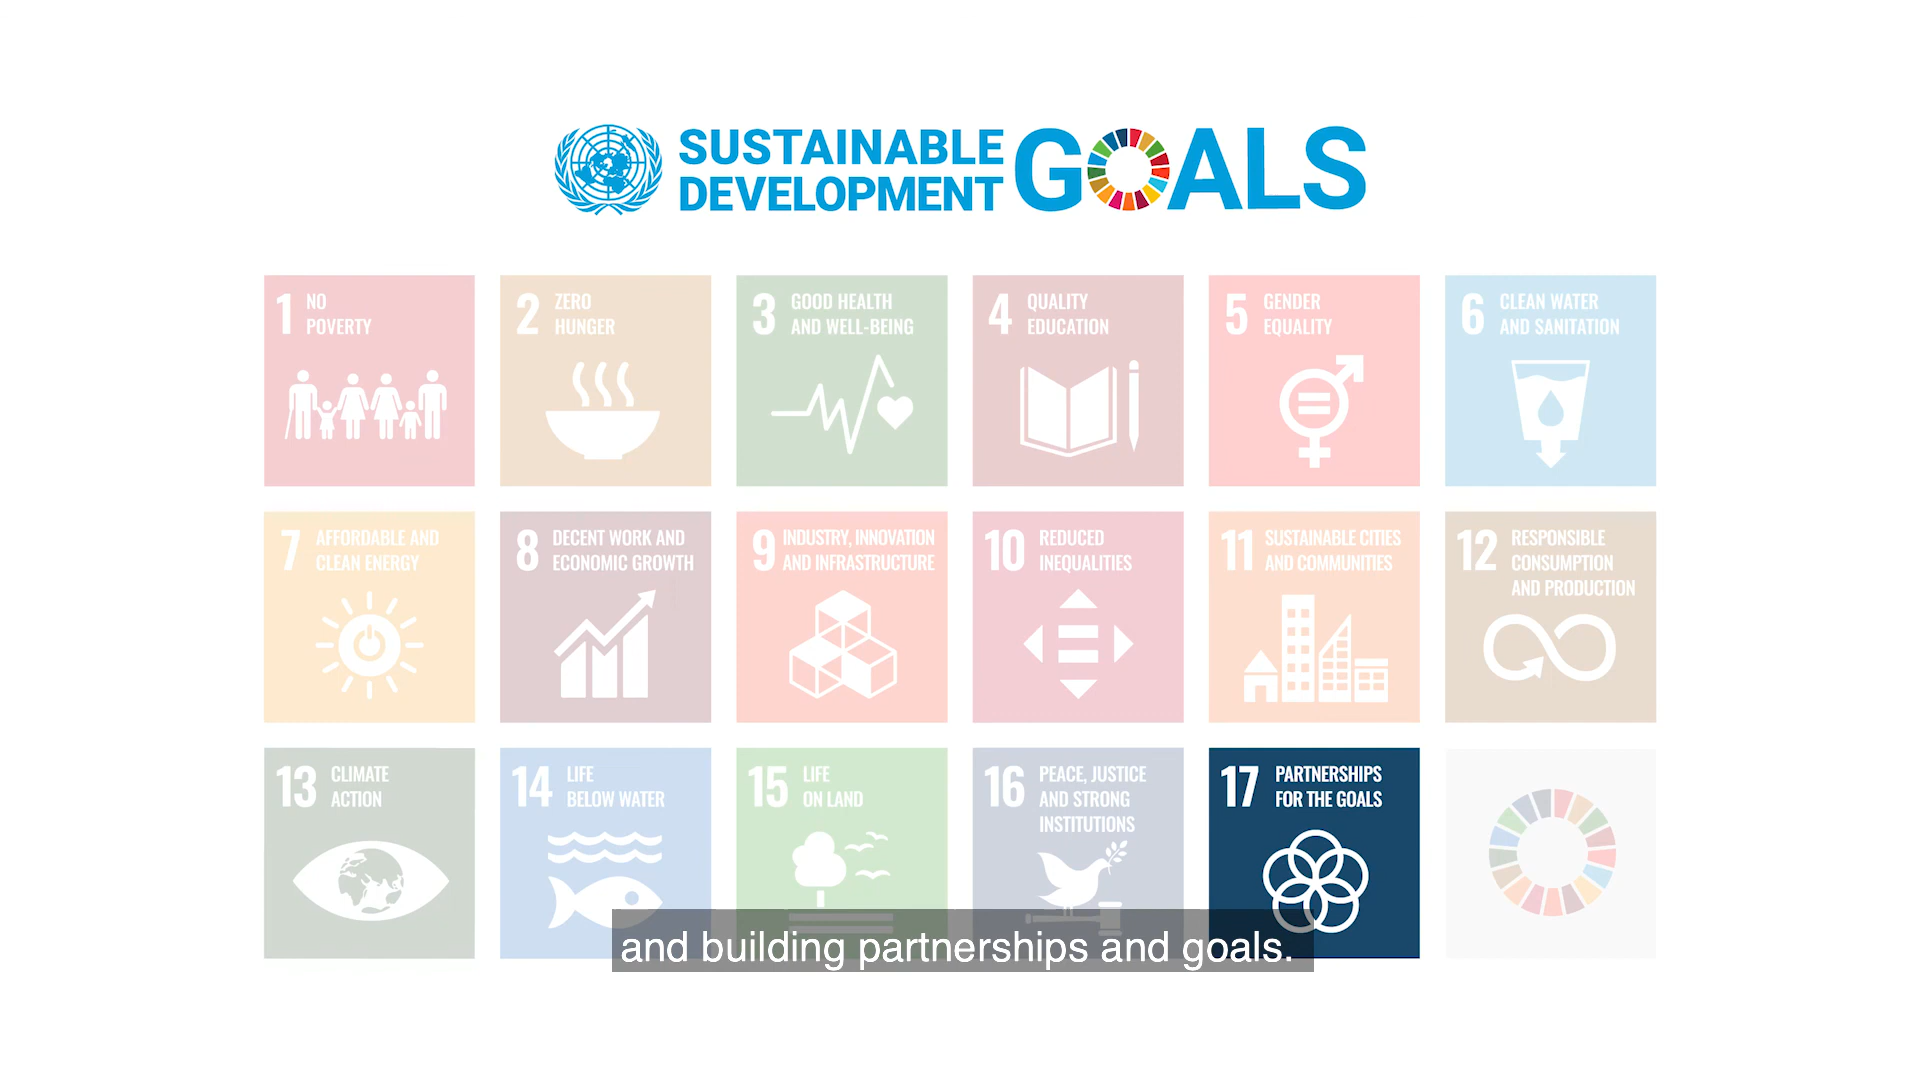 SUSTAINABLE
DEVELOPMENT
GOALS
1 NO
POVERTY
2 ZERO
HUNGER
3 GOOD HEALTH
AND WELL-BEING
4 QUALITY
EDUCATION
5 GENDER
EQUALITY
6 CLEAN WATER
AND SANITATION
7 AFFORDABLE AND
CLEAN ENERGY
8 DECENT WORK AND
ECONOMIC GROWTH
9 INDUSTRY, INNOVATION
AND INFRASTRUCTURE
10 REDUCED
INEQUALITIES
11 SUSTAINABLE CITIES
AND COMMUNITIES
12 RESPONSIBLE
CONSUMPTION
AND PRODUCTION
13 CLIMATE
ACTION
14 LIFE
BELOW WATER
15 LIFE
ON LAND
16 PEACE, JUSTICE
AND STRONG
INSTITUTIONS
17 PARTNERSHIPS
FOR THE GOALS
and building partnerships and goals.